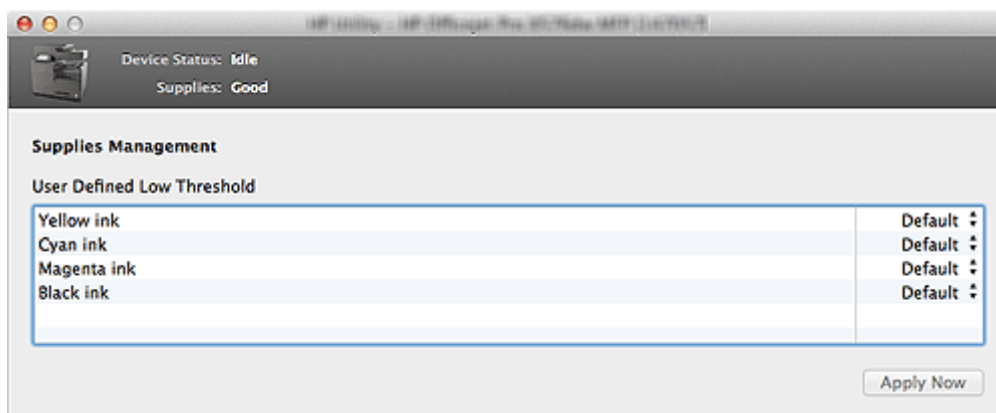 Device Status: Idle
Supplies: Good
Supplies Management
User Defined Low Threshold
Yellow ink Default
Cyan ink Default
Magenta ink Default
Black ink Default
Apply Now